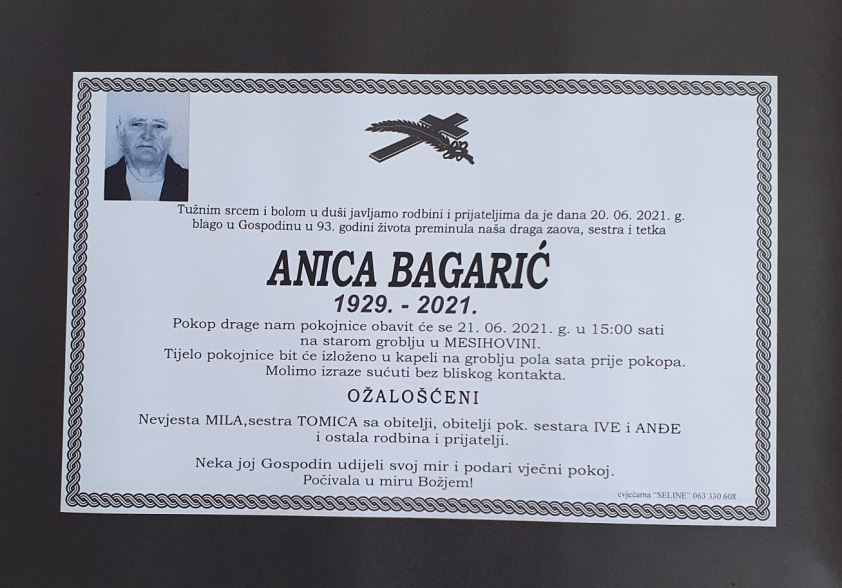 Tužnim srcem i bolom u duši javljamo rodbini i prijateljima da je dana 20. 06. 2021. g.
blago u Gospodinu u 93. godini života preminula naša draga zaova, sestra i tetka
ANICA BAGARIĆ
1929. - 2021.
Pokop drage nam pokojnice obavit će se 21. 06. 2021. g. u 15:00 sati
na starom groblju u MESIHOVINI.
Tijelo pokojnice bit će izloženo u kapeli na groblju pola sata prije pokopa.
Molimo izraze sućuti bez bliskog kontakta.
OŽALOŠĆENI
Nevjesta MILA,sestra TOMICA sa obitelji, obitelji pok. sestara IVE i ANĐE
i ostala rodbina i prijatelji.
Neka joj Gospodin udijeli svoj mir i podari vječni pokoj.
Počivala u miru Božjem!
cvjećarna "SELINE" 063 330 608